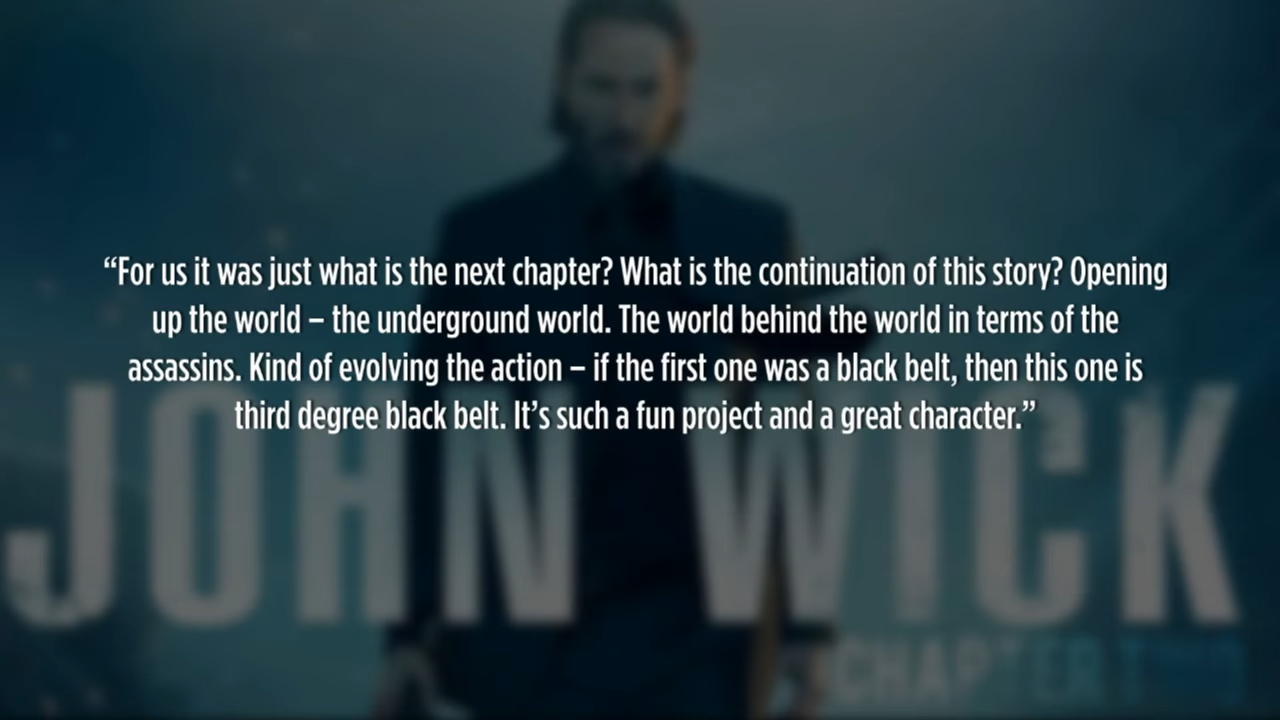 “For us it was just what is the next chapter? What is the continuation of this story? Opening
up the world – the underground world. The world behind the world in terms of the
assassins. Kind of evolving the action – if the first one was a black belt, then this one is
third degree black belt. It’s such a fun project and a great character.”
JOHN WICK
CHAPTER TWO